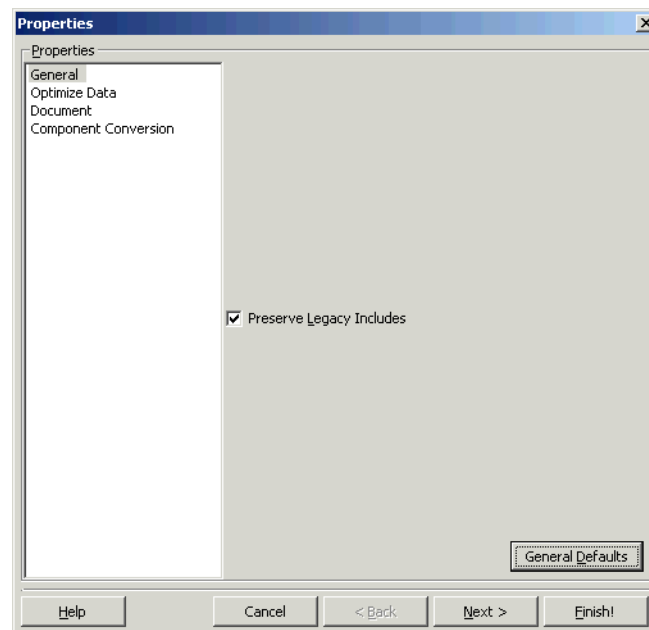 Properties
Properties
General
Optimize Data
Document
Component Conversion
Preserve Legacy Includes
General Defaults
Help Cancel < Back Next > Finish!